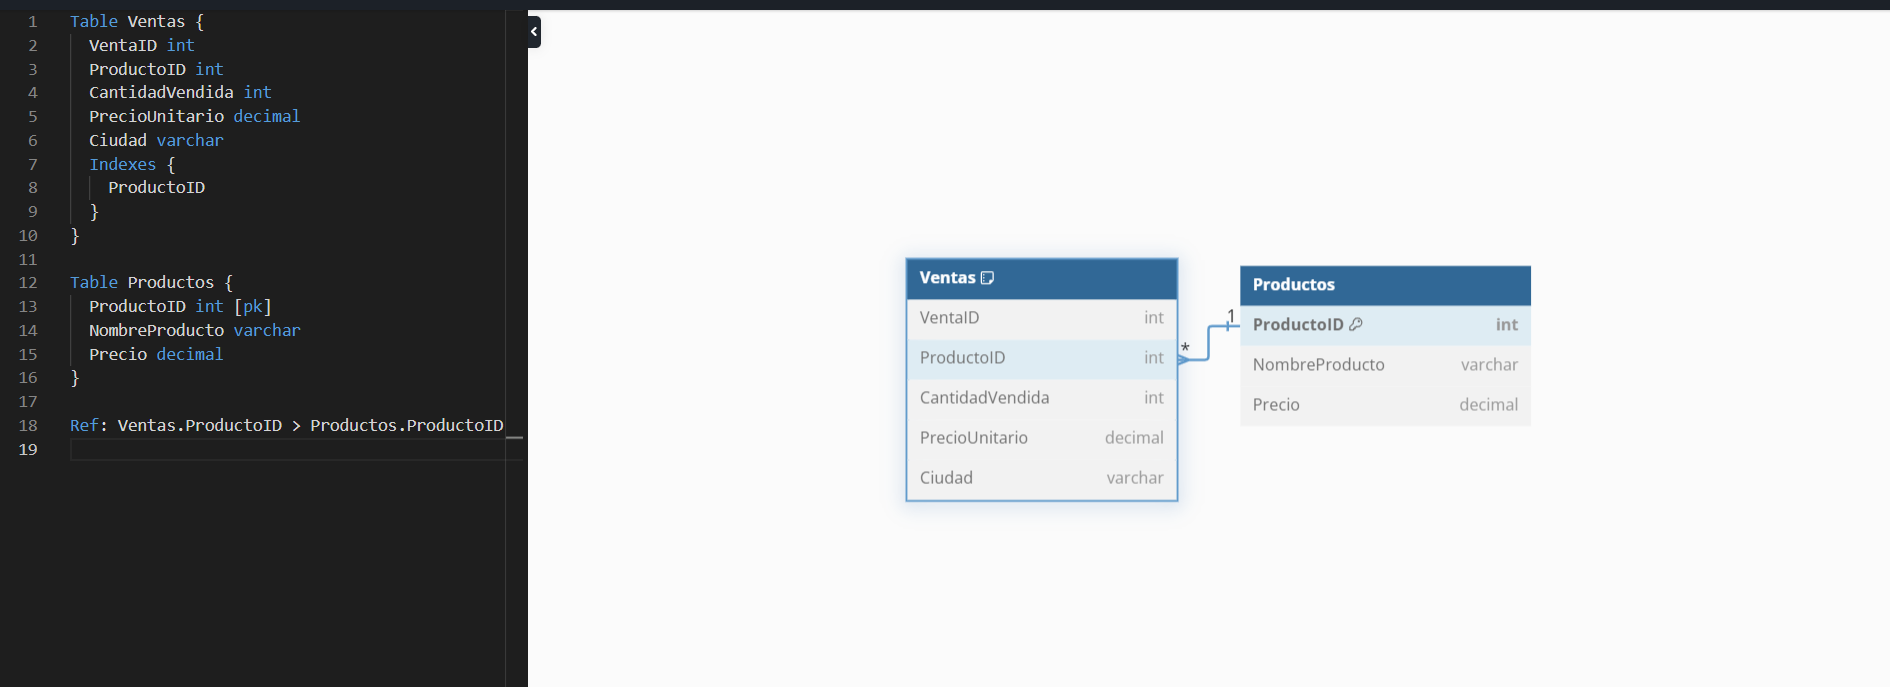 1 Table Ventas {
2 VentaID int
3 ProductoID int
4 CantidadVendida int
5 PrecioUnitario decimal
6 Ciudad varchar
7 Indexes {
8 ProductoID
9 }
10 }
11
12 Table Productos {
13 ProductoID int [pk]
14 NombreProducto varchar
15 Precio decimal
16 }
17
18 Ref: Ventas.ProductoID > Productos.ProductoID
19
Ventas
VentaID int
ProductoID int
CantidadVendida int
PrecioUnitario decimal
Ciudad varchar
* 1
Productos
ProductoID int
NombreProducto varchar
Precio decimal